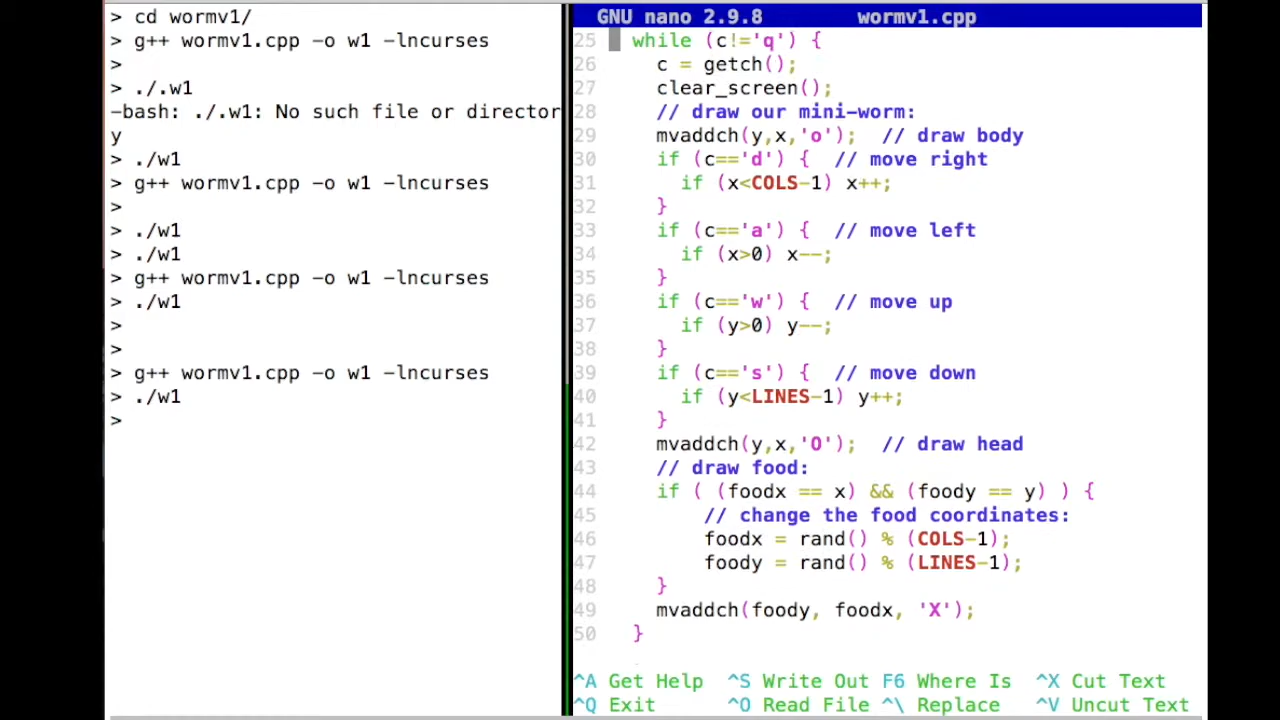 > cd wormv1/
> g++ wormv1.cpp -o w1 -lncurses
>
> ./.w1
-bash: ./.w1: No such file or director
y
> ./w1
> g++ wormv1.cpp -o w1 -lncurses
>
> ./w1
> ./w1
> g++ wormv1.cpp -o w1 -lncurses
> ./w1
>
>
> g++ wormv1.cpp -o w1 -lncurses
> ./w1
>
GNU nano 2.9.8 wormv1.cpp
25 while (c!='q') {
26 c = getch();
27 clear_screen();
28 // draw our mini-worm:
29 mvaddch(y,x,'o'); // draw body
30 if (c=='d') { // move right
31 if (x<COLS-1) x++;
32 }
33 if (c=='a') { // move left
34 if (x>0) x--;
35 }
36 if (c=='w') { // move up
37 if (y>0) y--;
38 }
39 if (c=='s') { // move down
40 if (y<LINES-1) y++;
41 }
42 mvaddch(y,x,'O'); // draw head
43 // draw food:
44 if ( (foodx == x) && (foody == y) ) {
45 // change the food coordinates:
46 foodx = rand() % (COLS-1);
47 foody = rand() % (LINES-1);
48 }
49 mvaddch(foody, foodx, 'X');
50 }
^A Get Help ^S Write Out F6 Where Is ^X Cut Text
^Q Exit ^O Read File ^\ Replace ^V Uncut Text